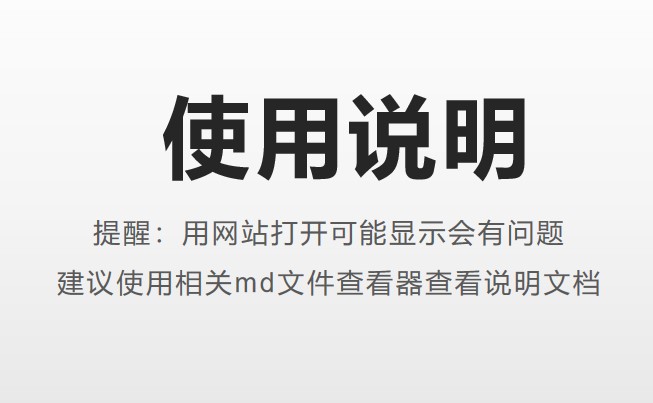 使用说明
提醒：用网站打开可能显示会有问题
建议使用相关md文件查看器查看说明文档